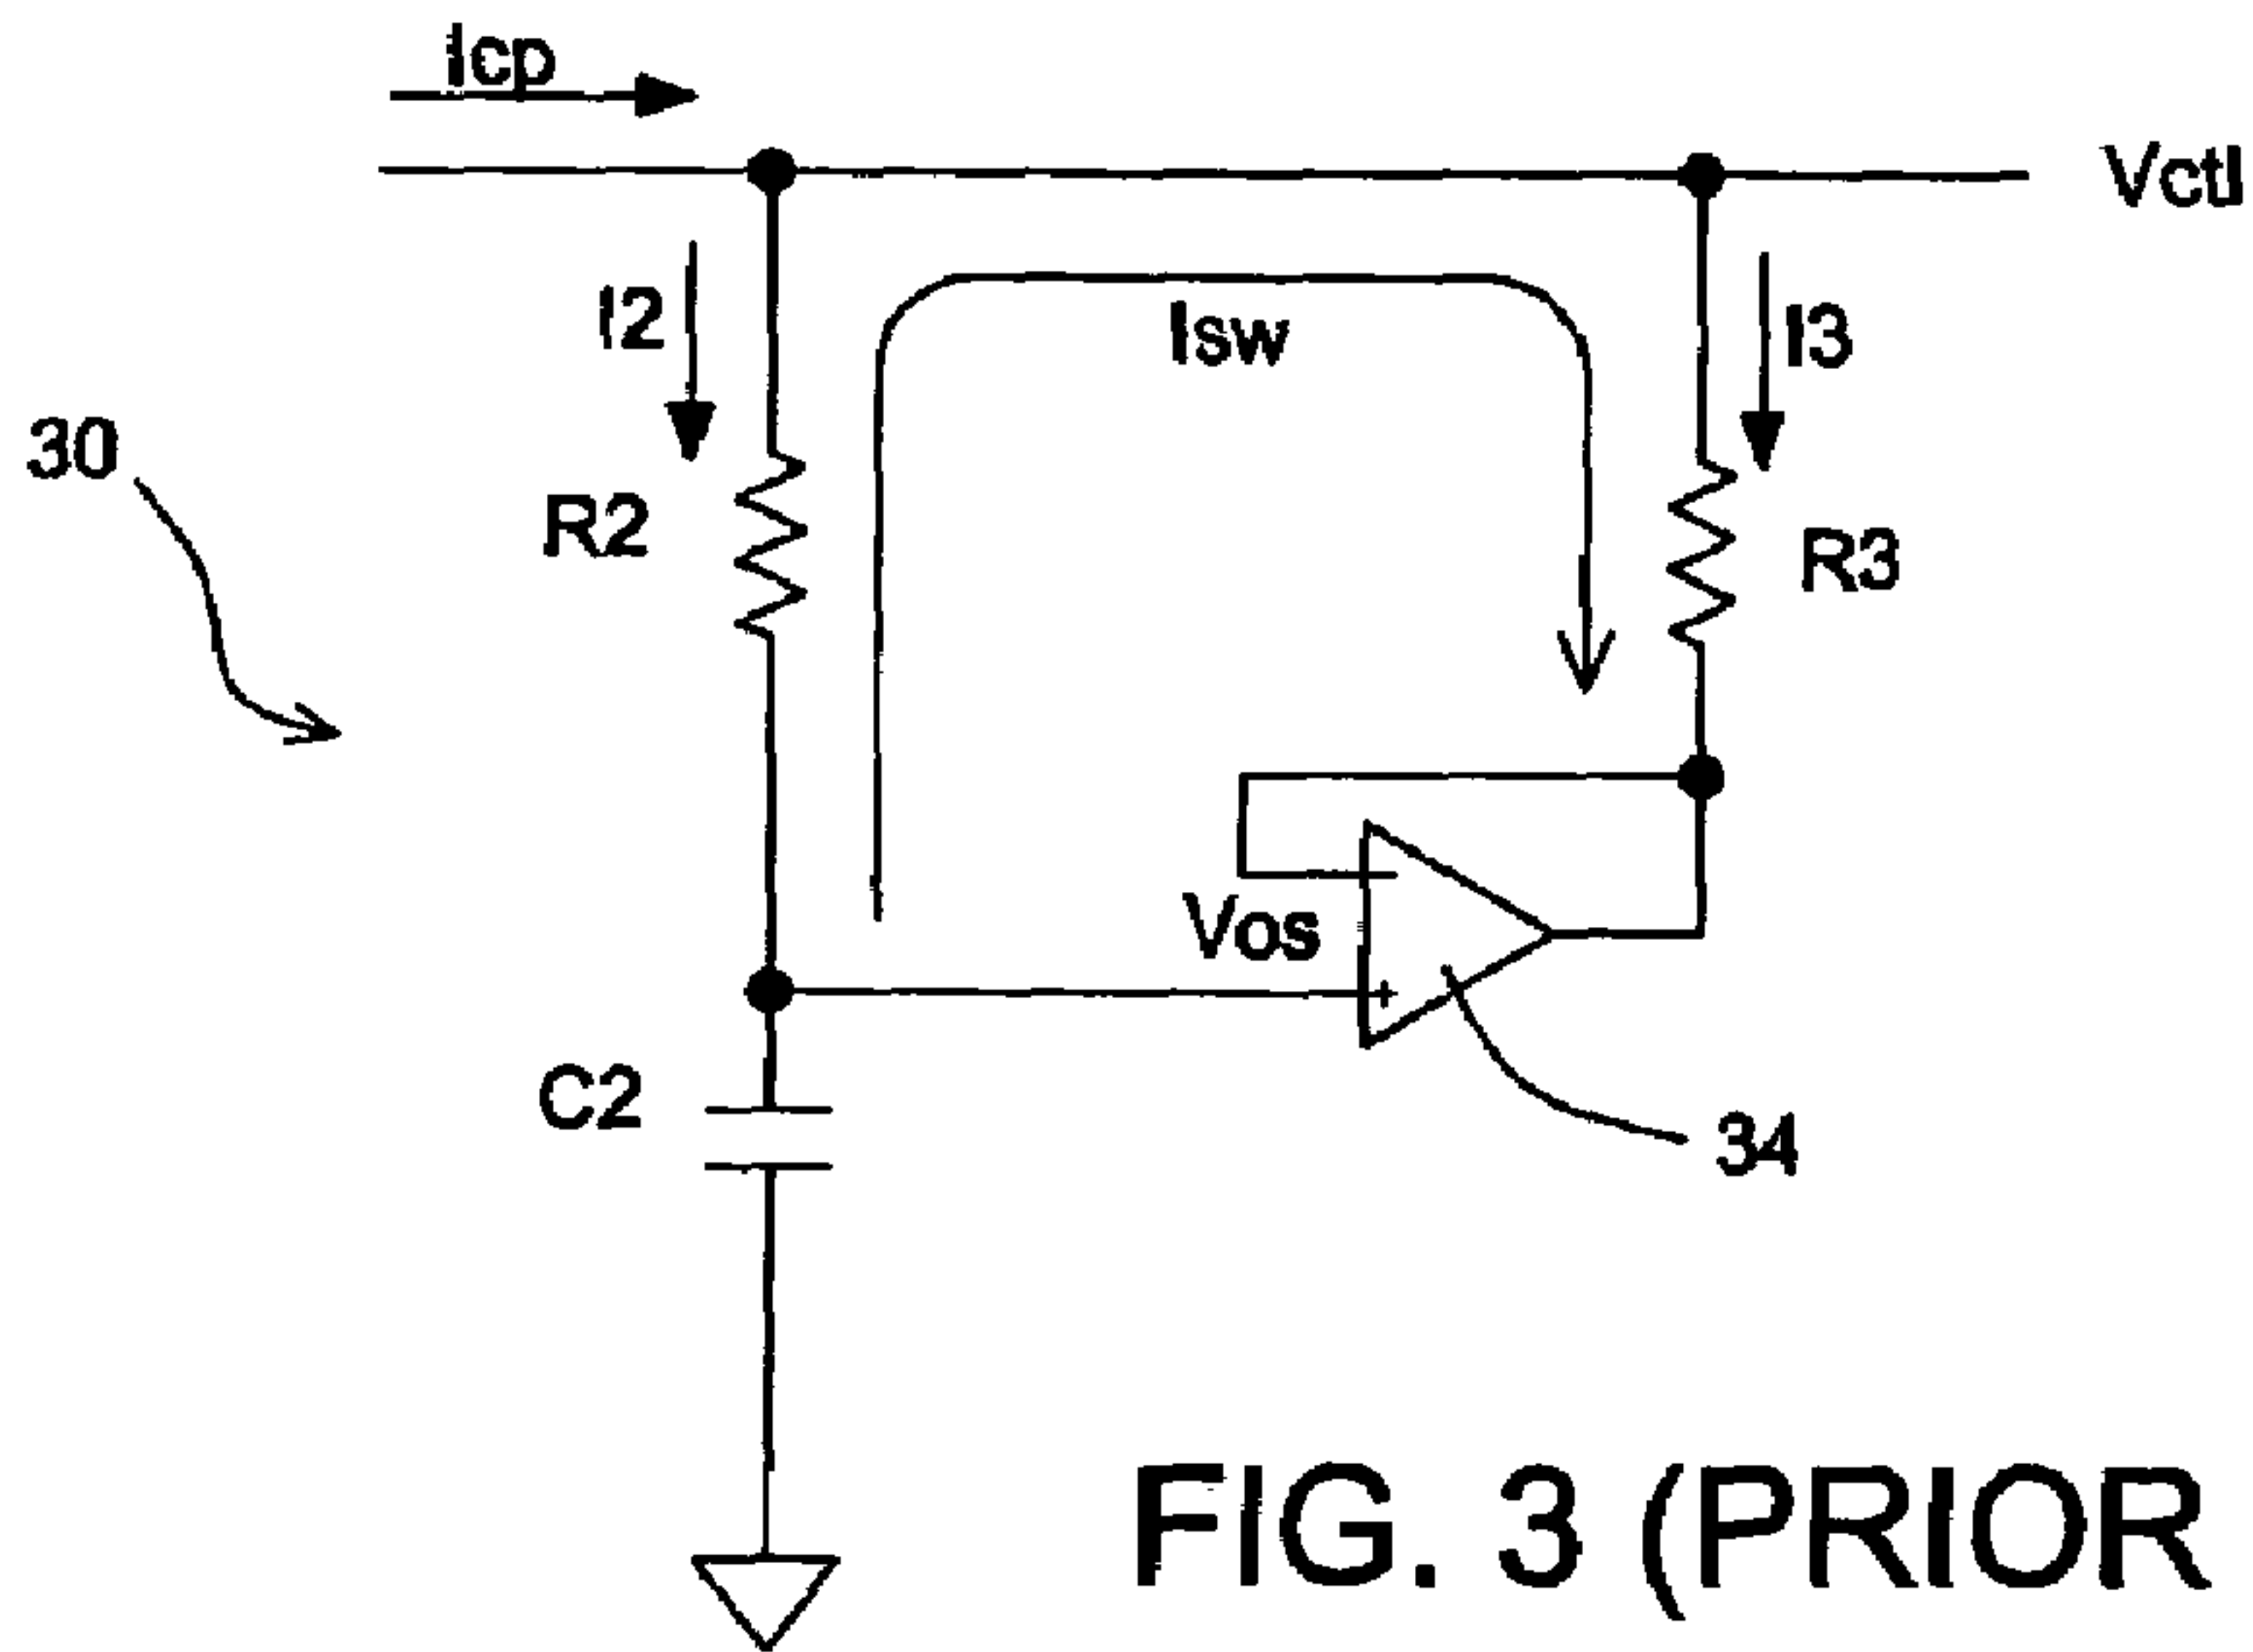 Icp
Vctl
I2
Isw
I3
30
R2
R3
Vos
-
+
C2
34
FIG. 3 (PRIOR